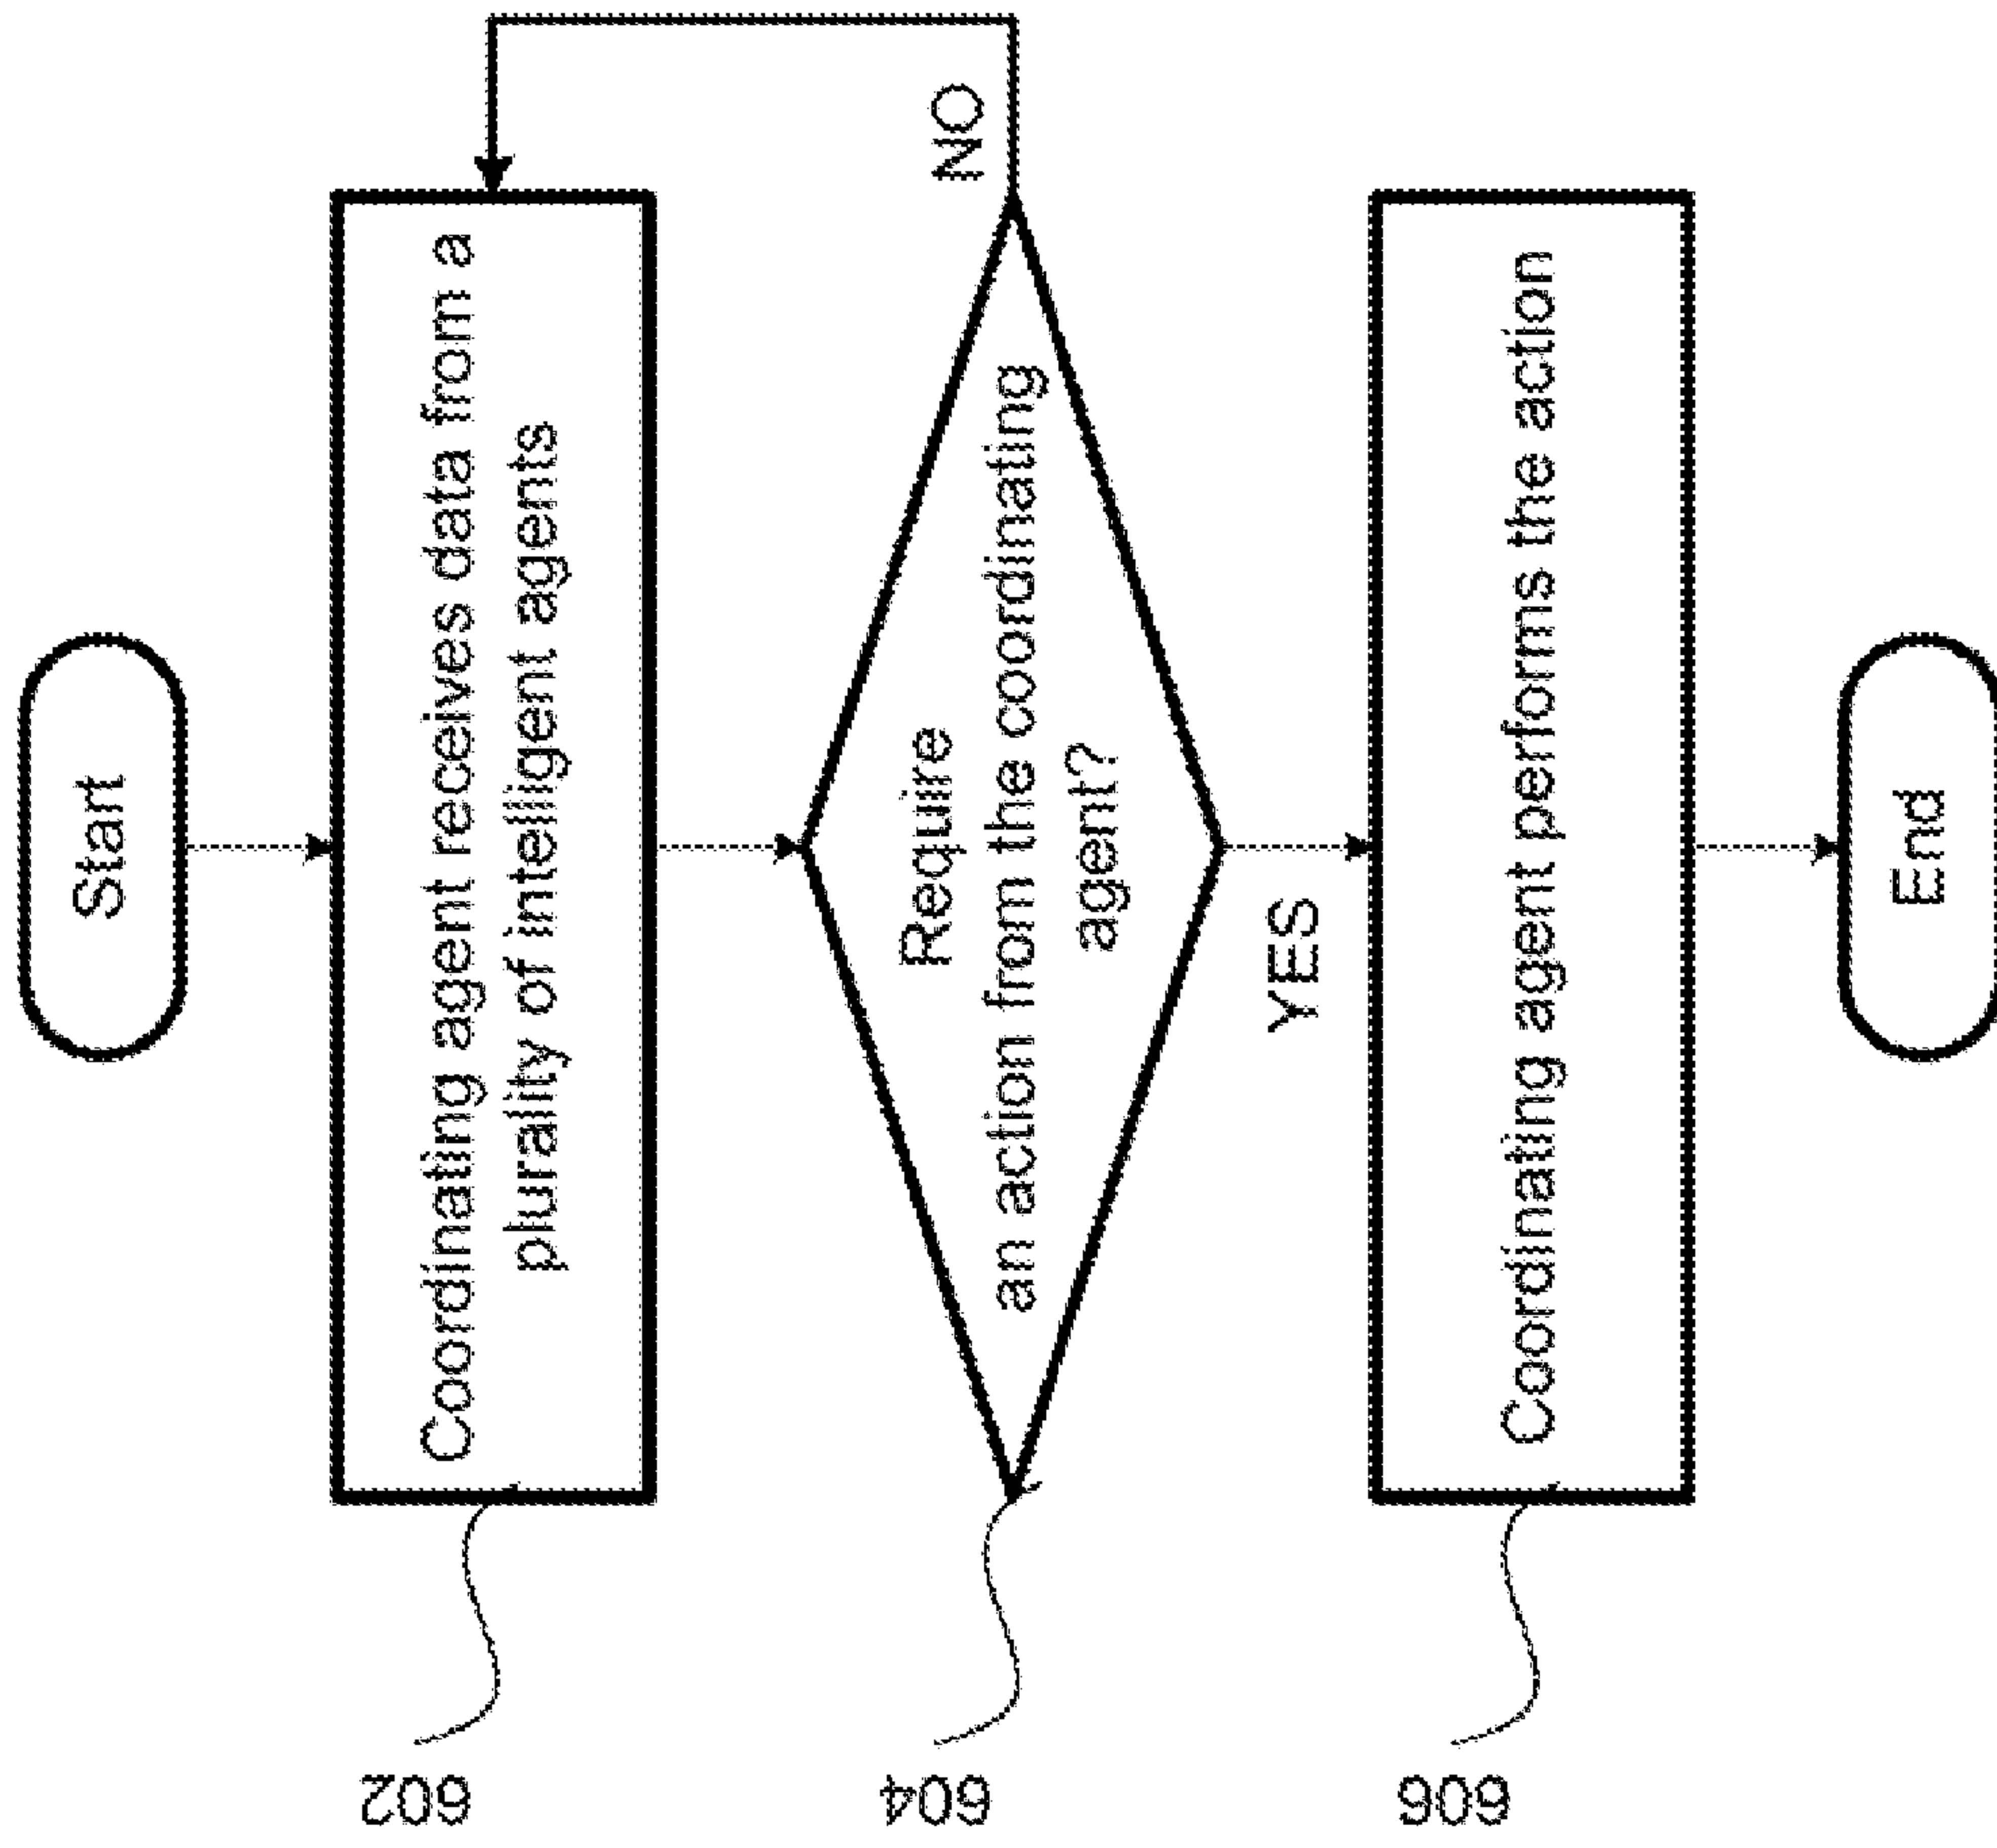 Start
602
Coordinating agent receives data from a
plurality of intelligent agents
604
Require
an action from the coordinating
agent?
NO
YES
606
Coordinating agent performs the action
End